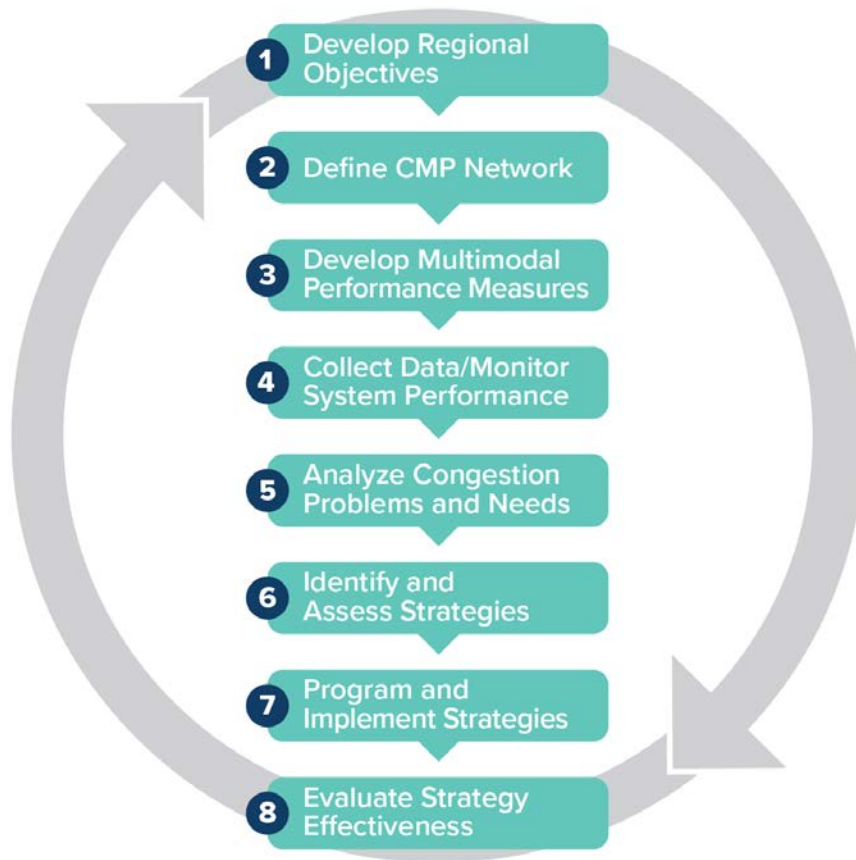 1 Develop Regional
Objectives
2 Define CMP Network
3 Develop Multimodal
Performance Measures
4 Collect Data/Monitor
System Performance
5 Analyze Congestion
Problems and Needs
6 Identify and
Assess Strategies
7 Program and
Implement Strategies
8 Evaluate Strategy
Effectiveness